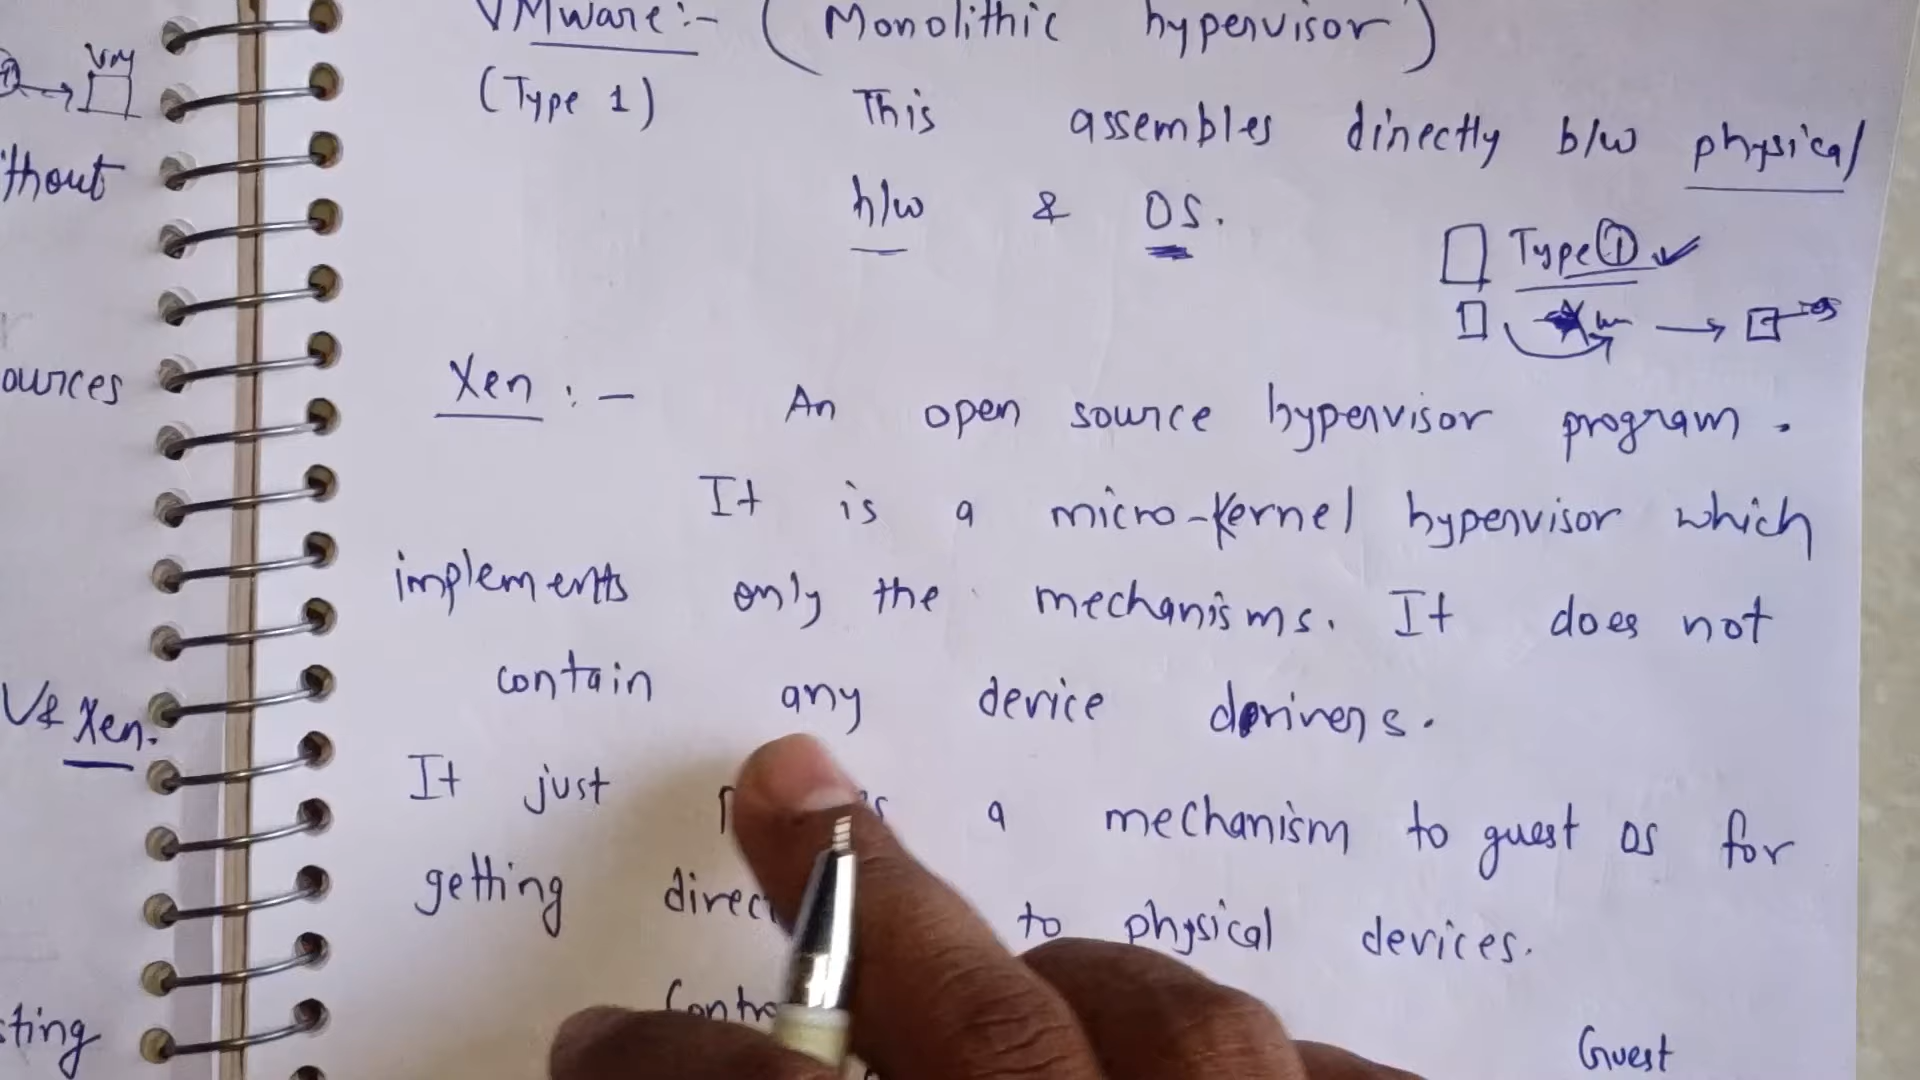 VM
thout
ources
V& Xen.
sting
VMware:- (Monolithic hypervisor)
(Type 1) This assembles directly b/w physical
h/w & OS.
Type 1
Xen :- An open source hypervisor program.
It is a micro-kernel hypervisor which
implements only the mechanisms. It does not
contain any device drivers.
It just a mechanism to guest OS for
getting direc to physical devices.
Contro
Guest